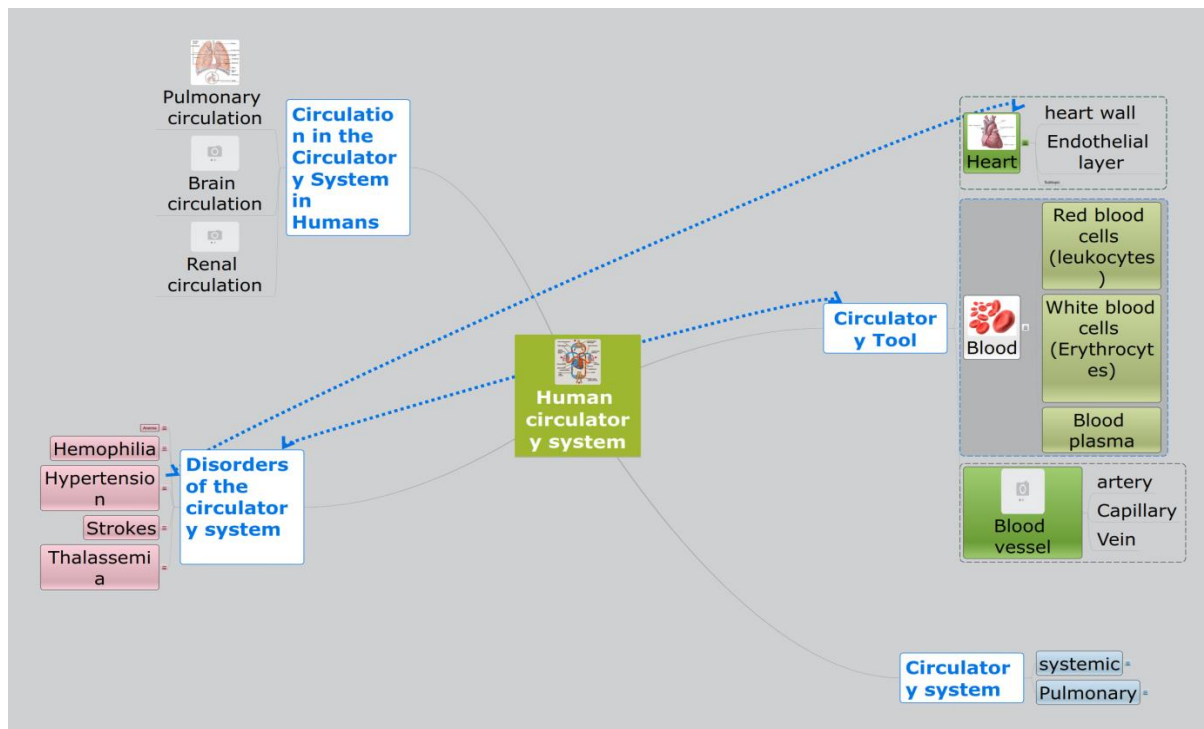 Pulmonary
circulation
Brain
circulation
Renal
circulation
Circulatio
n in the
Circulator
y System
in
Humans
Human
circulator
y system
Hemophilia
Hypertensio
n
Strokes
Thalassemi
a
Disorders
of the
circulator
y system
Circulator
y Tool
Heart
heart wall
Endothelial
layer
Blood
Red blood
cells
(leukocytes
)
White blood
cells
(Erythrocyt
es)
Blood
plasma
Blood
vessel
artery
Capillary
Vein
Circulator
y system
systemic
Pulmonary